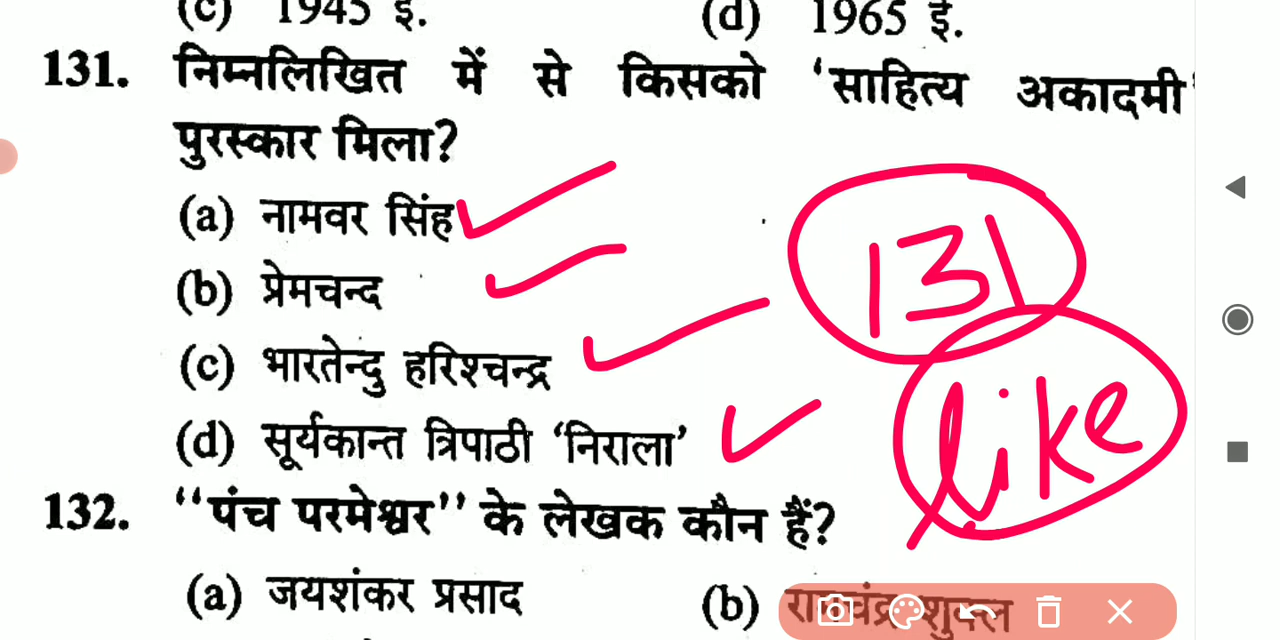 (c) 1945 ई. (d) 1965 ई.
131. निम्नलिखित में से किसको ‘साहित्य अकादमी’
पुरस्कार मिला?
(a) नामवर सिंह
(b) प्रेमचन्द
(c) भारतेन्दु हरिश्चन्द्र
(d) सूर्यकान्त त्रिपाठी ‘निराला’
131
like
132. “पंच परमेश्वर” के लेखक कौन हैं?
(a) जयशंकर प्रसाद (b) रामचंद्र शुक्ल